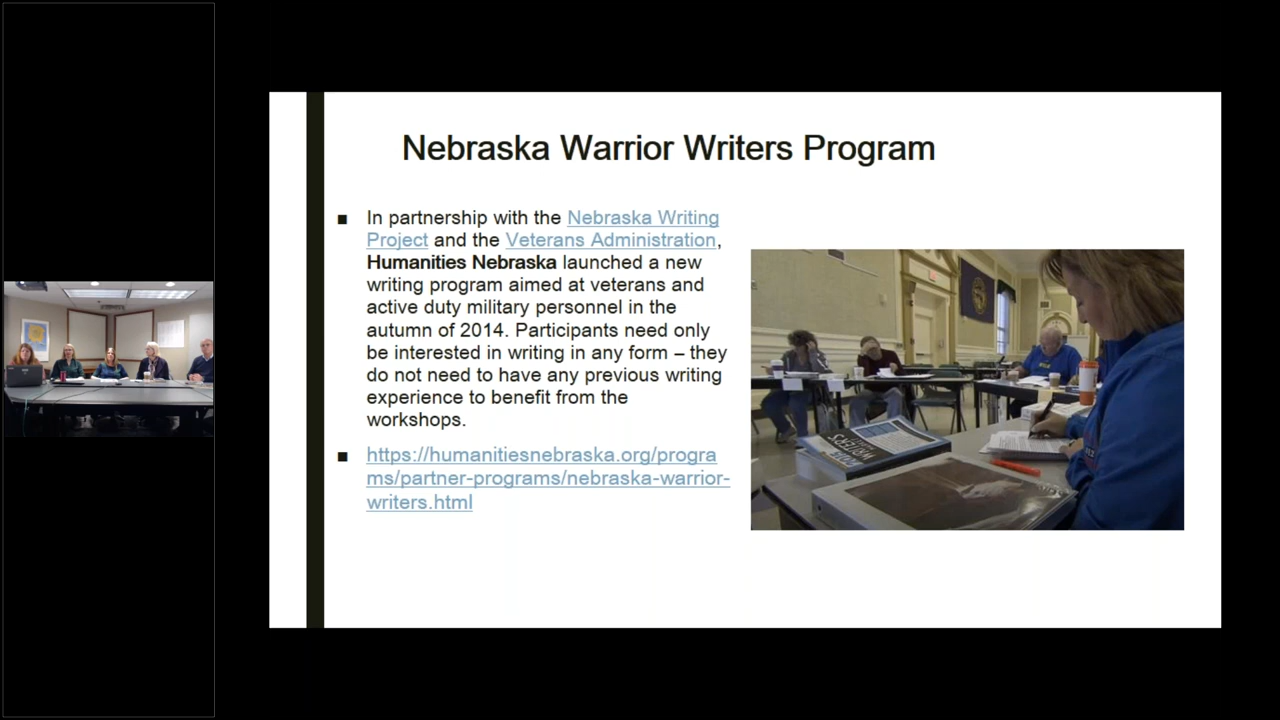 Nebraska Warrior Writers Program
■ In partnership with the Nebraska Writing
Project and the Veterans Administration,
Humanities Nebraska launched a new
writing program aimed at veterans and
active duty military personnel in the
autumn of 2014. Participants need only
be interested in writing in any form – they
do not need to have any previous writing
experience to benefit from the
workshops.
■ https://humanitiesnebraska.org/progra
ms/partner-programs/nebraska-warrior-
writers.html
WRITER'S